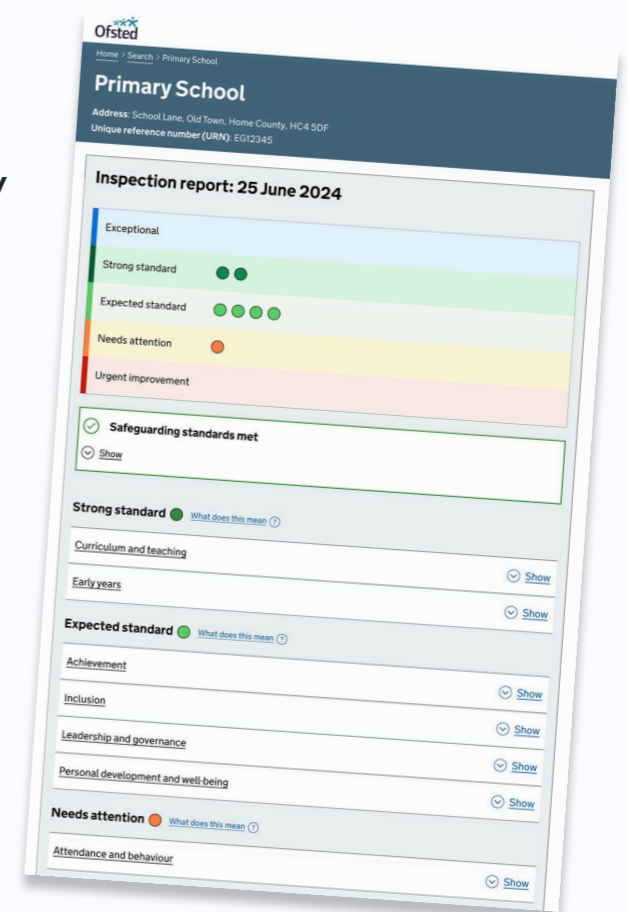 Ofsted
Home > Search > Primary School
Primary School
Address: School Lane, Old Town, Home County, HC4 5DF
Unique reference number (URN): EG12345
Inspection report: 25 June 2024
Exceptional
Strong standard
Expected standard
Needs attention
Urgent improvement
Safeguarding standards met
Show
Strong standard What does this mean ?
Curriculum and teaching Show
Early years Show
Expected standard What does this mean ?
Achievement Show
Inclusion Show
Leadership and governance Show
Personal development and well-being Show
Needs attention What does this mean ?
Attendance and behaviour Show